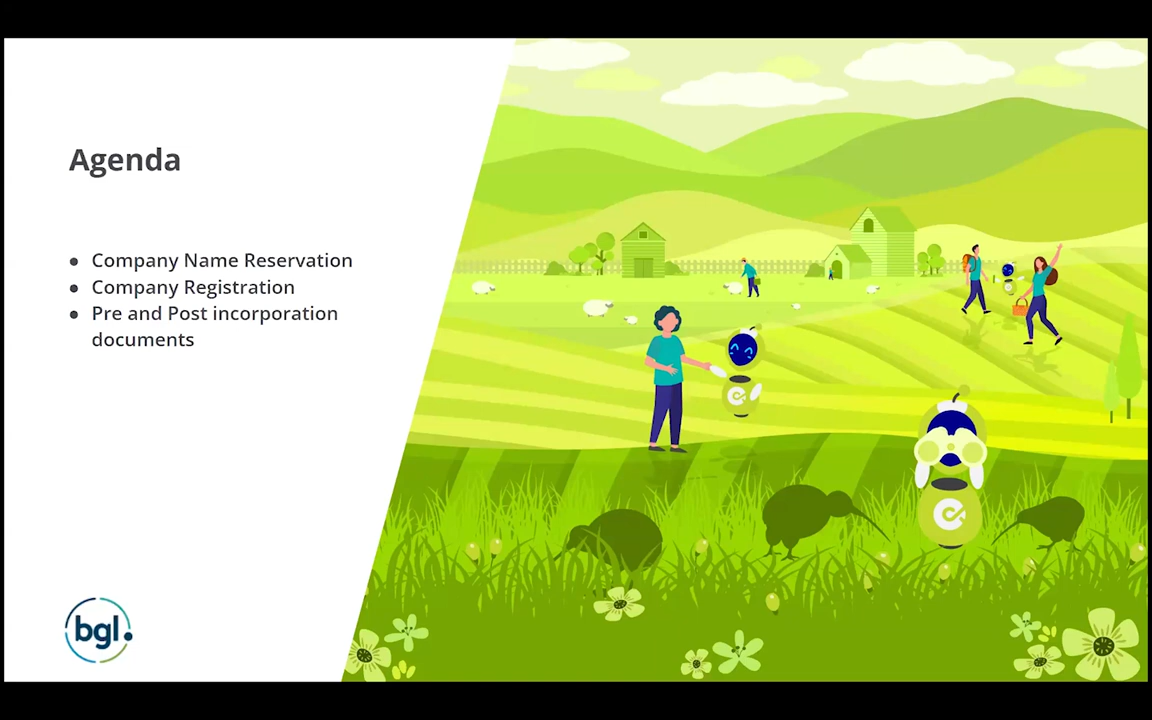 Agenda
● Company Name Reservation
● Company Registration
● Pre and Post incorporation
documents
bgl.